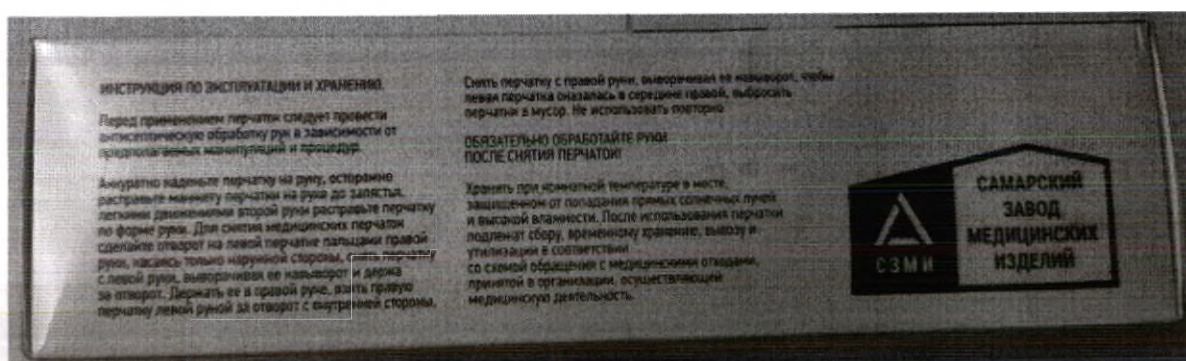 ИНСТРУКЦИЯ ПО ЭКСПЛУАТАЦИИ И ХРАНЕНИЮ.
Перед применением перчаток следует провести
антисептическую обработку рук в зависимости от
предполагаемых манипуляций и процедур.
Аккуратно наденьте перчатку на руку, осторожно
расправьте манжету перчатки на руке до запястья,
легкими движениями второй руки расправьте перчатку
по форме руки. Для снятия медицинских перчаток
сделайте отворот на левой перчатке пальцами правой
руки, касаясь только наружной стороны, снять перчатку
с левой руки, выворачивая ее навыворот и держа
за отворот. Держать ее в правой руке, взять правую
перчатку левой рукой за отворот с внутренней стороны.
Снять перчатку с правой руки, выворачивая ее навыворот, чтобы
левая перчатка оказалась в середине правой, выбросить
перчатки в мусор. Не использовать повторно
ОБЯЗАТЕЛЬНО ОБРАБОТАЙТЕ РУКИ
ПОСЛЕ СНЯТИЯ ПЕРЧАТОК!
Хранить при комнатной температуре в месте,
защищенном от попадания прямых солнечных лучей
и высокой влажности. После использования перчатки
подлежат сбору, временному хранению, вывозу и
утилизации в соответствии
со схемой обращения с медицинскими отходами,
принятой в организации, осуществляющей
медицинскую деятельность.
СЗМИ
САМАРСКИЙ
ЗАВОД
МЕДИЦИНСКИХ
ИЗДЕЛИЙ